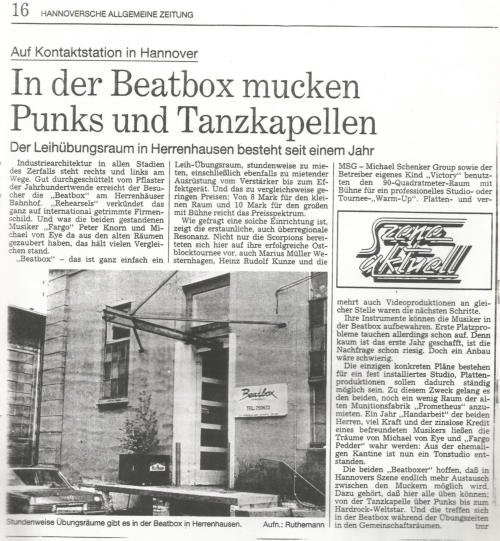 16 HANNOVERSCHE ALLGEMEINE ZEITUNG
Auf Kontaktstation in Hannover
In der Beatbox mucken
Punks und Tanzkapellen
Der Leihübungsraum in Herrenhausen besteht seit einem Jahr
Industriearchitektur in allen Stadien
des Zerfalls steht rechts und links am
Wege. Gut durchgeschüttelt vom Pflaster
der Jahrhundertwende erreicht der Besu-
cher die „Beatbox" am Herrenhäuser
Bahnhof. „Rehearsels" verkündet das
ganz auf international getrimmte Firmen-
schild. Und was die beiden gestandenen
Musiker „Fargo" Peter Knorn und Micha-
el von Eye da aus den alten Räumen
gezaubert haben, das hält vielen Verglei-
chen stand.
„Beatbox" – das ist ganz einfach ein
Leih-Übungsraum, stundenweise zu mie-
ten, einschließlich ebenfalls zu mietender
Ausrüstung vom Verstärker bis zum Ef-
fektgerät. Und das zu vergleichsweise ge-
ringen Preisen: Von 8 Mark für den klei-
nen Raum und 10 Mark für den großen
mit Bühne reicht das Preisspektrum.
Wie gefragt eine solche Einrichtung ist,
zeigt die erstaunliche, auch überregionale
Resonanz. Nicht nur die Scorpions berei-
teten sich hier auf ihre erfolgreiche Ost-
blocktournee vor, auch Marius Müller We-
sternhagen, Heinz Rudolf Kunze und die
MSG – Michael Schenker Group sowie der
Betreiber eigenes Kind „Victory" benutz-
ten den 90-Quadratmeter-Raum mit
Bühne für ein professionelles Studio- oder
Tournee-„Warm-Up". Platten- und ver-
Szene
aktuell
mehrt auch Videoproduktionen an glei-
cher Stelle waren die nächsten Schritte.
Ihre Instrumente können die Musiker in
der Beatbox aufbewahren. Erste Platzpro-
bleme tauchen allerdings schon auf. Denn
kaum ist das erste Jahr geschafft, ist die
Nachfrage schon riesig. Doch ein Anbau
wäre schwierig.
Die einzigen konkreten Pläne bestehen
für ein fest installiertes Studio, Platten-
produktionen sollen dadurch ständig
möglich sein. Zu diesem Zweck gelang es
den beiden, noch ein wenig Raum der al-
ten Munitionsfabrik „Prometheus" anzu-
mieten. Ein Jahr „Handarbeit" der beiden
Herren, viel Kraft und der zinslose Kredit
eines befreundeten Musikers ließen die
Träume von Michael von Eye und „Fargo
Pedder" wahr werden: Aus der ehemali-
gen Kantine ist nun ein Tonstudio ent-
standen.
Die beiden „Beatboxer" hoffen, daß in
Hannovers Szene endlich mehr Austausch
zwischen den Muckern möglich wird.
Dazu gehört, daß hier alle üben können:
von der Tanzkapelle über Punks bis zum
Hardrock-Weltstar. Und die treffen sich
in der Beatbox während der Übungszeiten
in den Gemeinschaftsräumen. tmr
Beatbox
Stundenweise Übungsräume gibt es in der Beatbox in Herrenhausen. Aufn.: Ruthemann